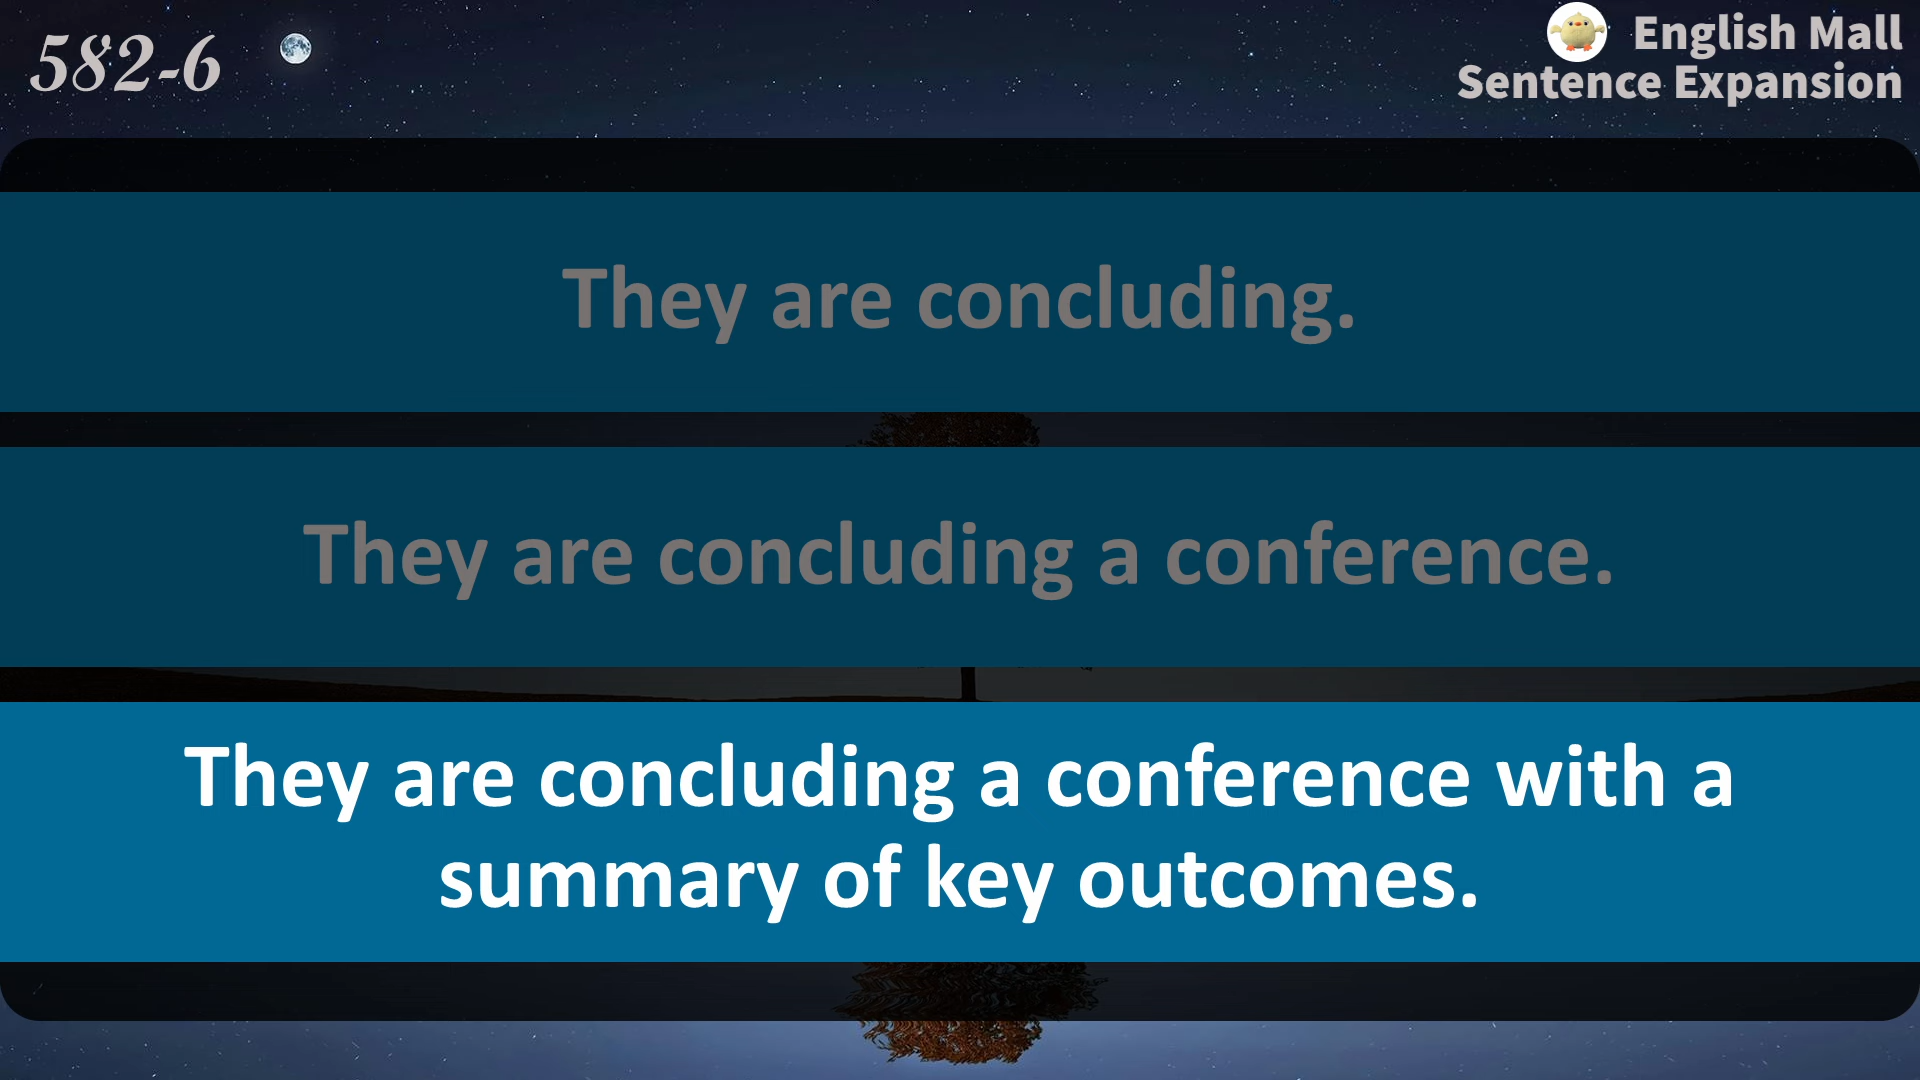 582-6
English Mall
Sentence Expansion
They are concluding.
They are concluding a conference.
They are concluding a conference with a
summary of key outcomes.